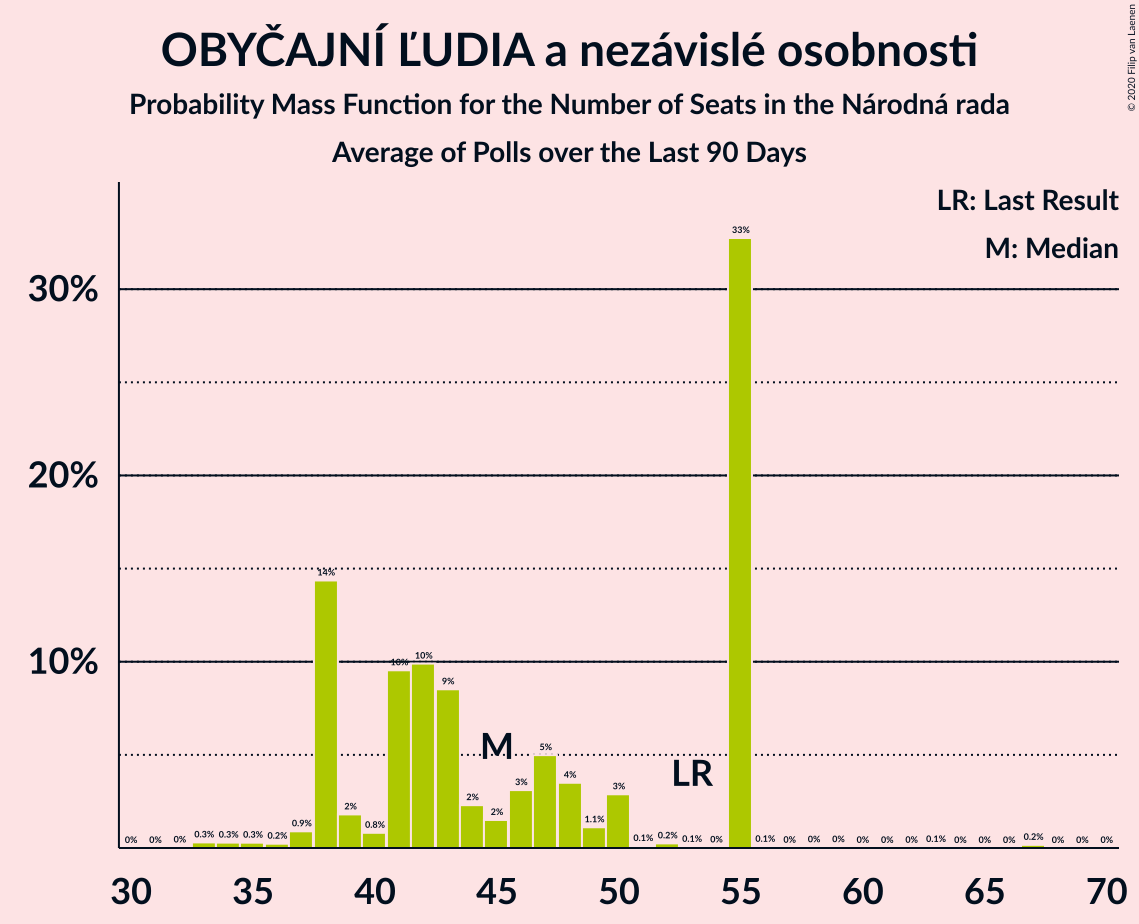 OBYČAJNÍ ĽUDIA a nezávislé osobnosti
Probability Mass Function for the Number of Seats in the Národná rada
Average of Polls over the Last 90 Days
© 2020 Filip van Laenen
LR: Last Result
M: Median
30%
20%
10%
0% 0% 0% 0.3% 0.3% 0.3% 0.2% 0.9% 14% 2% 0.8% 10% 10% 9% 2% 2% 3% 5% 4% 1.1% 3% 0.1% 0.2% 0.1% 0% 33% 0.1% 0% 0% 0% 0% 0% 0% 0.1% 0% 0% 0% 0.2% 0% 0% 0%
M
LR
30 35 40 45 50 55 60 65 70